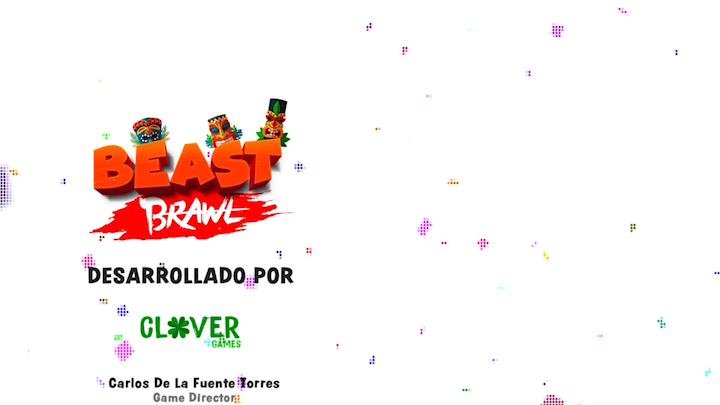 BEAST
BRAWL
DESARROLLADO POR
CLOVER
GAMES
Carlos De La Fuente Torres
Game Director